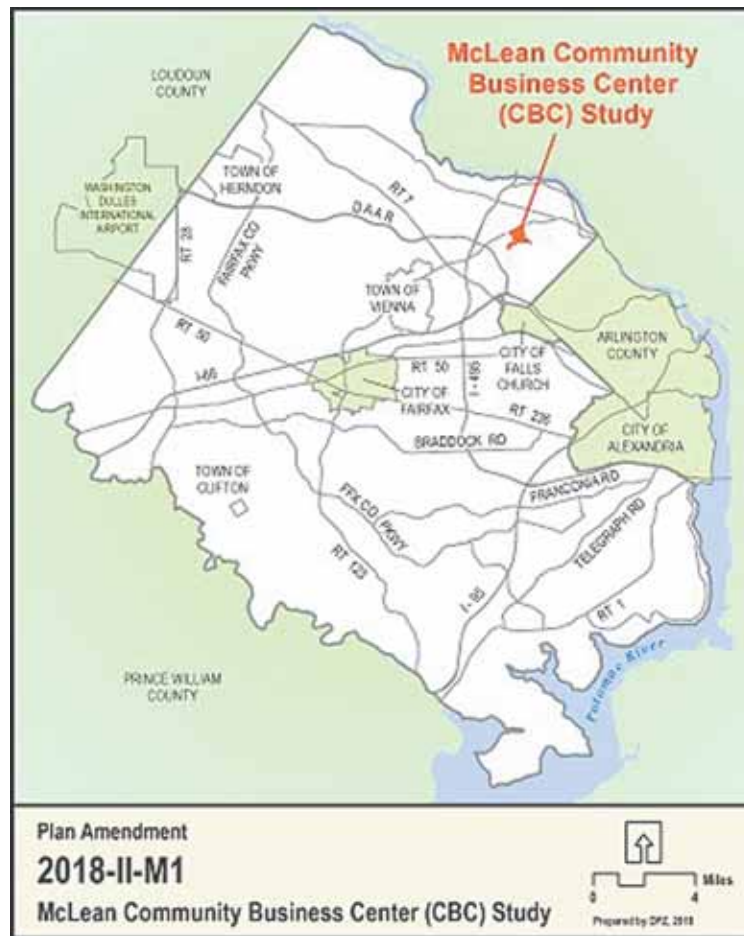 McLean Community
Business Center
(CBC) Study
LOUDOUN
COUNTY
WASHINGTON
DULLES
INTERNATIONAL
AIRPORT
TOWN OF
HERNDON
RT 7
DAAR
RT 28
FAIRFAX CO
PKWY
TOWN OF
VIENNA
ARLINGTON
COUNTY
RT 50
I-66
RT 50
I-495
CITY OF
FALLS
CHURCH
CITY OF
FAIRFAX
RT 236
CITY OF
ALEXANDRIA
BRADDOCK RD
TOWN OF
CLIFTON
FRANCONIA RD
FFX CO PKWY
TELEGRAPH RD
RT 123
I-95
RT 1
Potomac River
PRINCE WILLIAM
COUNTY
Plan Amendment
2018-II-M1
McLean Community Business Center (CBC) Study
Miles
0 4
Prepared by DPZ, 2018